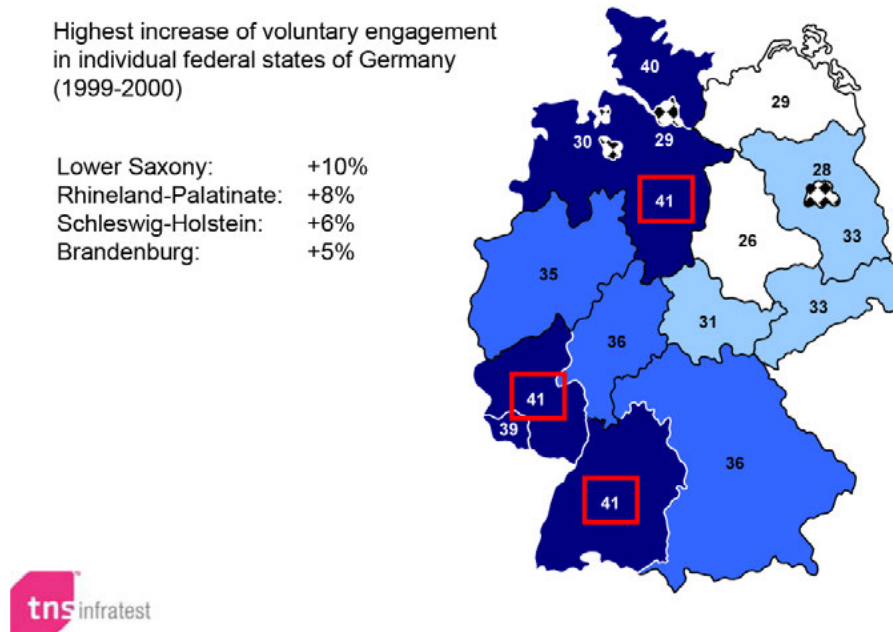 Highest increase of voluntary engagement
in individual federal states of Germany
(1999-2000)
Lower Saxony: +10%
Rhineland-Palatinate: +8%
Schleswig-Holstein: +6%
Brandenburg: +5%
40
29
30
29
28
41
26
33
35
31
33
36
41
39
36
41
tns infratest